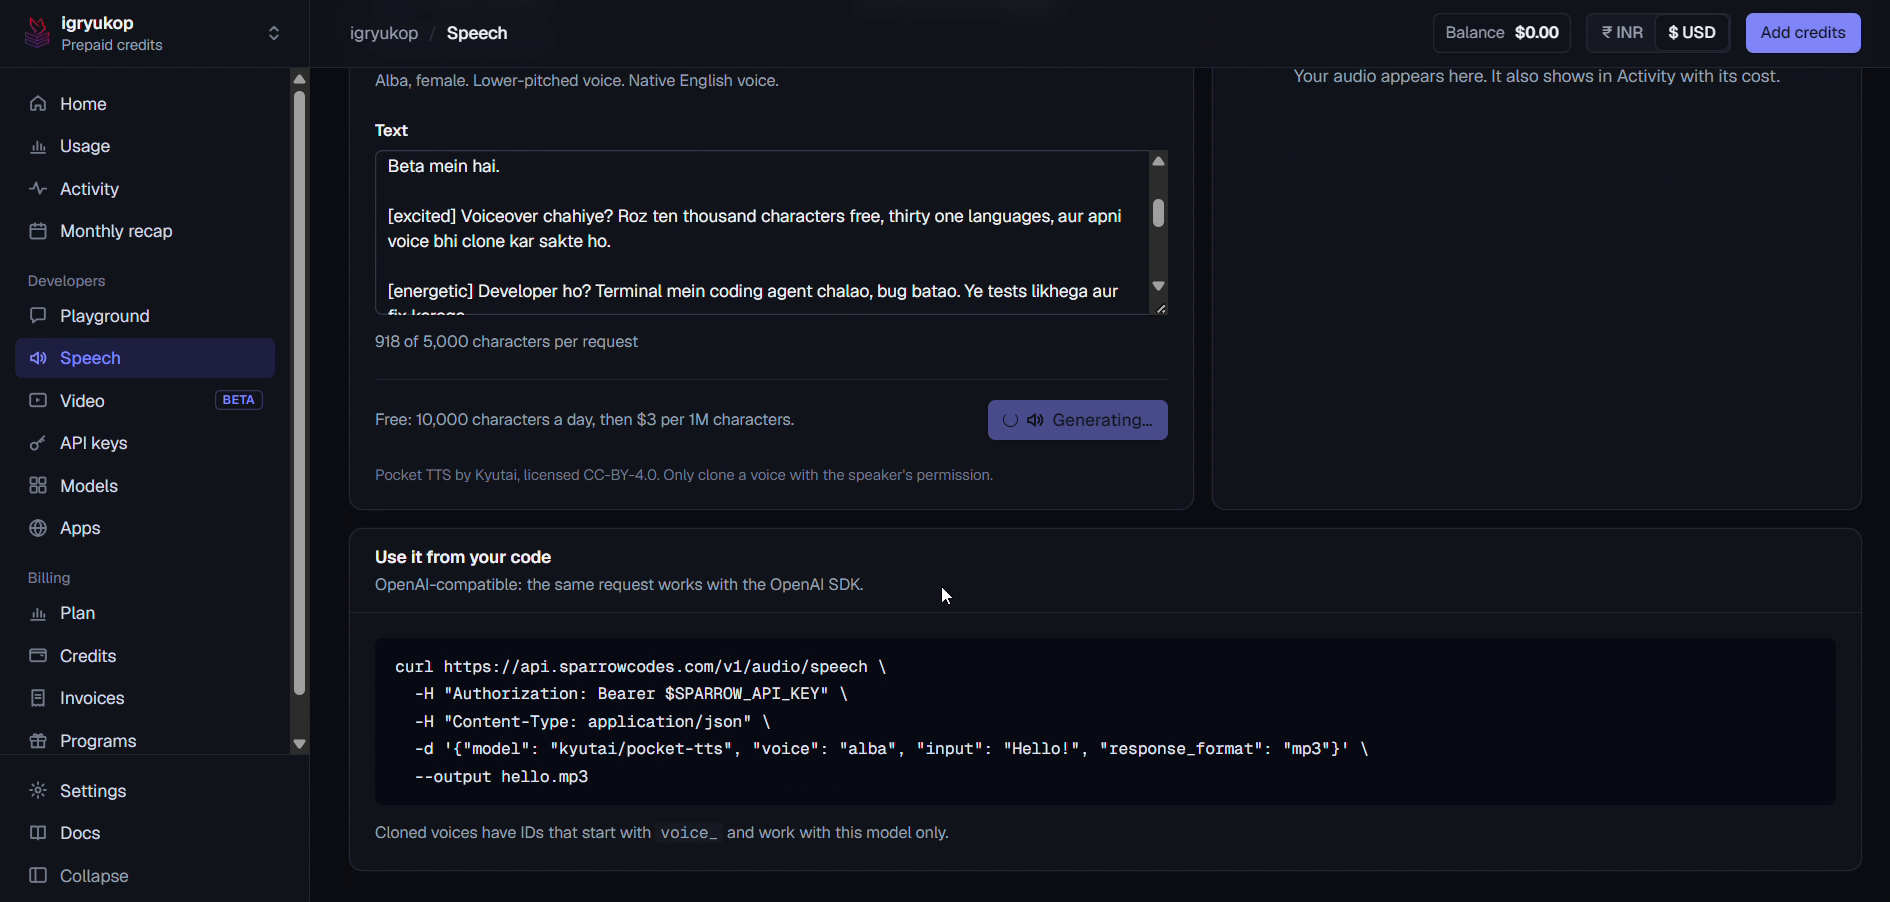 igryukop
Prepaid credits
Home
Usage
Activity
Monthly recap
Developers
Playground
Speech
Video BETA
API keys
Models
Apps
Billing
Plan
Credits
Invoices
Programs
Settings
Docs
Collapse
igryukop / Speech
Balance $0.00
₹ INR $ USD
Add credits
Alba, female. Lower-pitched voice. Native English voice.
Text
Beta mein hai.
[excited] Voiceover chahiye? Roz ten thousand characters free, thirty one languages, aur apni
voice bhi clone kar sakte ho.
[energetic] Developer ho? Terminal mein coding agent chalao, bug batao. Ye tests likhega aur
918 of 5,000 characters per request
Free: 10,000 characters a day, then $3 per 1M characters.
Generating...
Pocket TTS by Kyutai, licensed CC-BY-4.0. Only clone a voice with the speaker's permission.
Your audio appears here. It also shows in Activity with its cost.
Use it from your code
OpenAI-compatible: the same request works with the OpenAI SDK.
curl https://api.sparrowcodes.com/v1/audio/speech \
-H "Authorization: Bearer $SPARROW_API_KEY" \
-H "Content-Type: application/json" \
-d '{"model": "kyutai/pocket-tts", "voice": "alba", "input": "Hello!", "response_format": "mp3"}' \
--output hello.mp3
Cloned voices have IDs that start with voice_ and work with this model only.